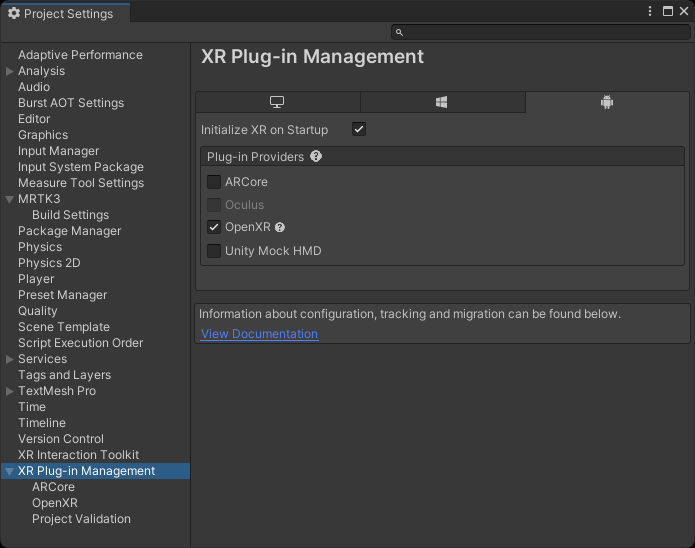 Project Settings
Adaptive Performance
Analysis
Audio
Burst AOT Settings
Editor
Graphics
Input Manager
Input System Package
Measure Tool Settings
MRTK3
Build Settings
Package Manager
Physics
Physics 2D
Player
Preset Manager
Quality
Scene Template
Script Execution Order
Services
Tags and Layers
TextMesh Pro
Time
Timeline
Version Control
XR Interaction Toolkit
XR Plug-in Management
ARCore
OpenXR
Project Validation
XR Plug-in Management
Initialize XR on Startup
Plug-in Providers
ARCore
Oculus
OpenXR
Unity Mock HMD
Information about configuration, tracking and migration can be found below.
View Documentation